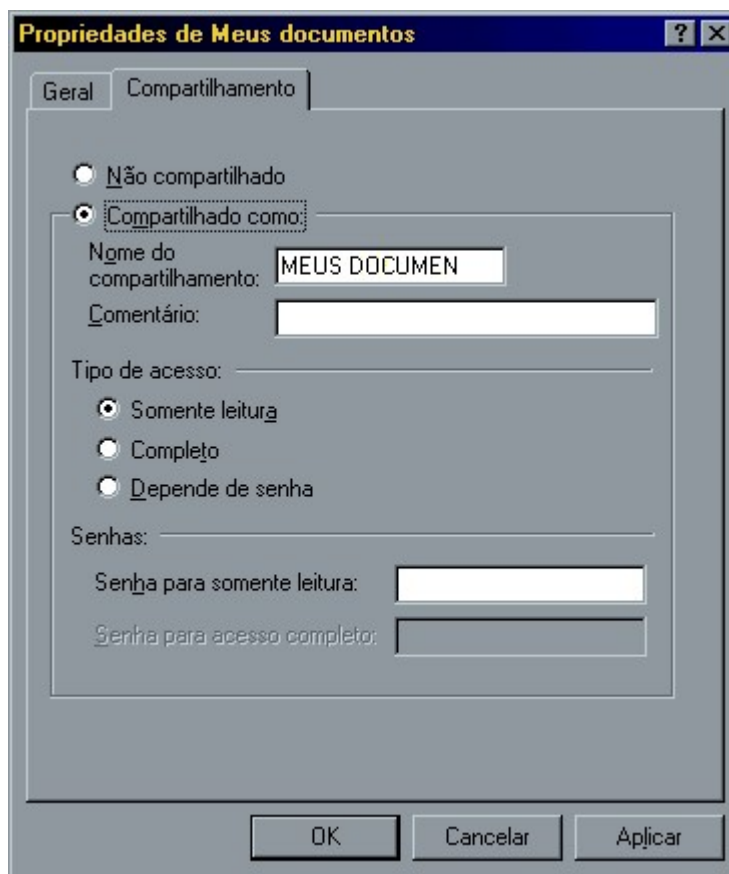 Propriedades de Meus documentos
Geral
Compartilhamento
Não compartilhado
Compartilhado como:
Nome do
compartilhamento:
MEUS DOCUMEN
Comentário:
Tipo de acesso:
Somente leitura
Completo
Depende de senha
Senhas:
Senha para somente leitura:
Senha para acesso completo:
OK
Cancelar
Aplicar